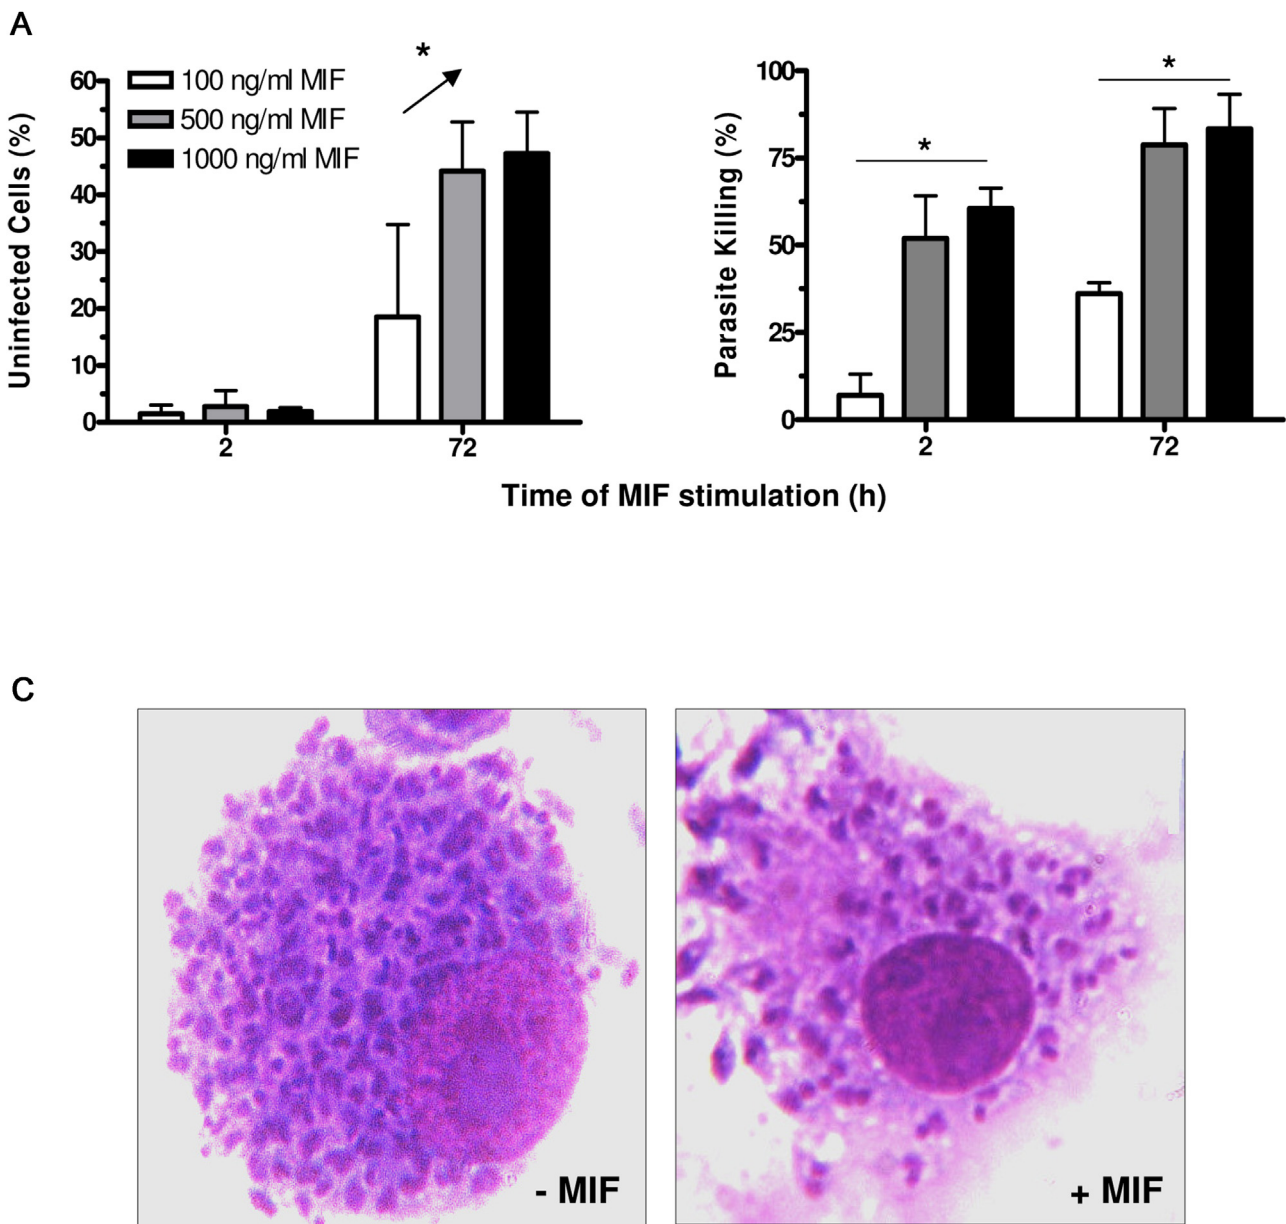 A
Uninfected Cells (%)
60
50
40
30
20
10
0
100 ng/ml MIF
500 ng/ml MIF
1000 ng/ml MIF
*
2
72
Parasite Killing (%)
100
75
50
25
0
*
*
2
72
Time of MIF stimulation (h)
C
- MIF
+ MIF